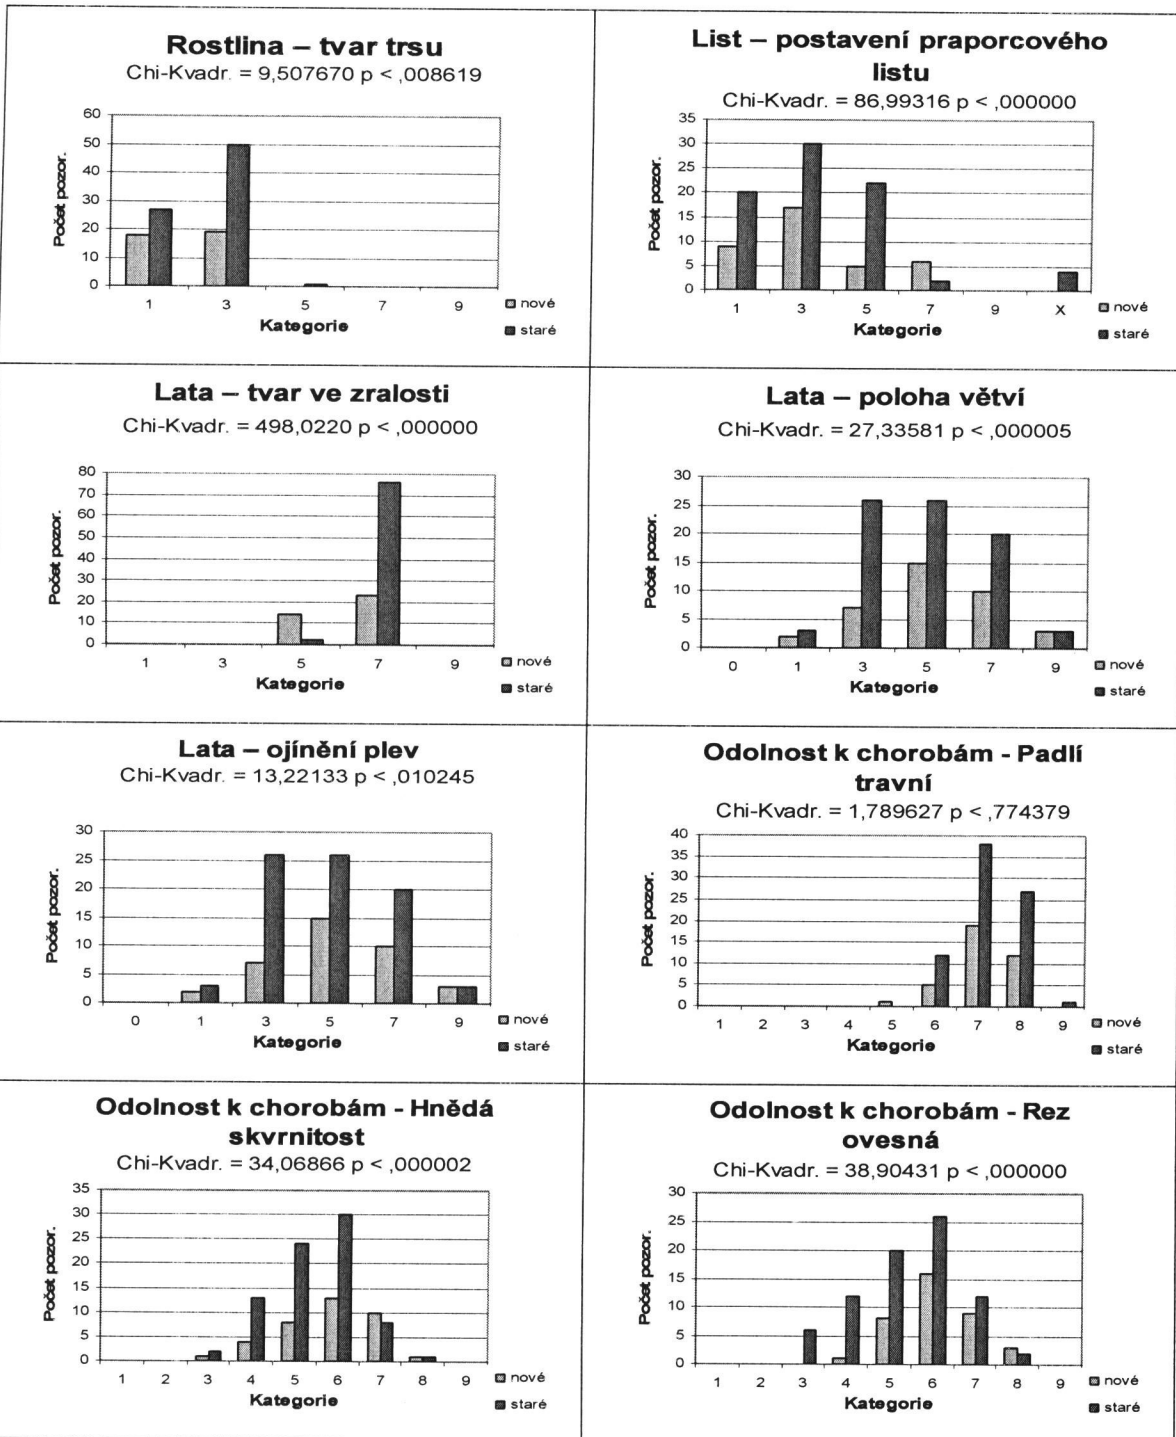 Rostlina – tvar trsu
Chi-Kvadr. = 9,507670 p < ,008619
60
50
40
30
20
10
0
Počet pozor.
1 3 5 7 9
Kategorie
nové
staré
List – postavení praporcového
listu
Chi-Kvadr. = 86,99316 p < ,000000
35
30
25
20
15
10
5
0
Počet pozor.
1 3 5 7 9 X
Kategorie
nové
staré
Lata – tvar ve zralosti
Chi-Kvadr. = 498,0220 p < ,000000
80
70
60
50
40
30
20
10
0
Počet pozor.
1 3 5 7 9
Kategorie
nové
staré
Lata – poloha větví
Chi-Kvadr. = 27,33581 p < ,000005
30
25
20
15
10
5
0
Počet pozor.
0 1 3 5 7 9
Kategorie
nové
staré
Lata – ojínění plev
Chi-Kvadr. = 13,22133 p < ,010245
30
25
20
15
10
5
0
Počet pozor.
0 1 3 5 7 9
Kategorie
nové
staré
Odolnost k chorobám - Padlí
travní
Chi-Kvadr. = 1,789627 p < ,774379
40
35
30
25
20
15
10
5
0
Počet pozor.
1 2 3 4 5 6 7 8 9
Kategorie
nové
staré
Odolnost k chorobám - Hnědá
skvrnitost
Chi-Kvadr. = 34,06866 p < ,000002
35
30
25
20
15
10
5
0
Počet pozor.
1 2 3 4 5 6 7 8 9
Kategorie
nové
staré
Odolnost k chorobám - Rez
ovesná
Chi-Kvadr. = 38,90431 p < ,000000
30
25
20
15
10
5
0
Počet pozor.
1 2 3 4 5 6 7 8 9
Kategorie
nové
staré